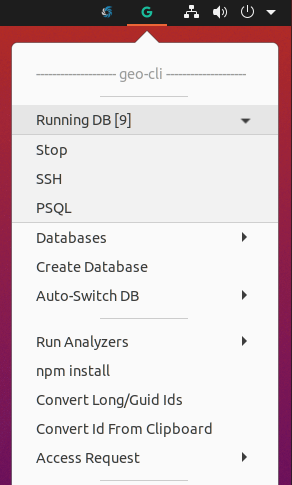 -------------------- geo-cli --------------------
Running DB [9]
Stop
SSH
PSQL
Databases
Create Database
Auto-Switch DB
Run Analyzers
npm install
Convert Long/Guid Ids
Convert Id From Clipboard
Access Request